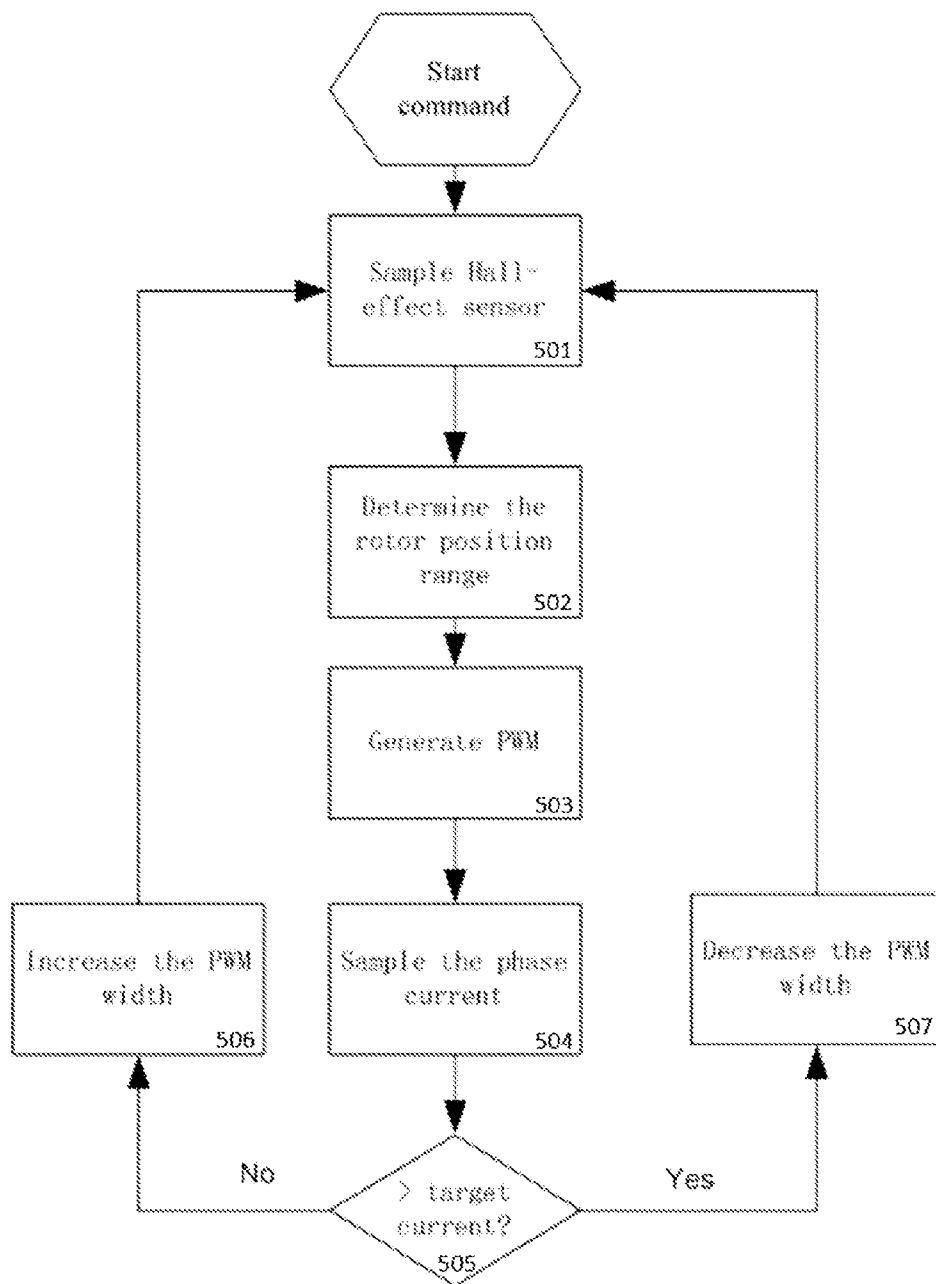 Start
command
Sample Hall-
effect sensor
501
Determine the
rotor position
range
502
Generate PWM
503
Increase the PWM
width
506
Sample the phase
current
504
Decrease the PWM
width
507
No
> target
current?
505
Yes